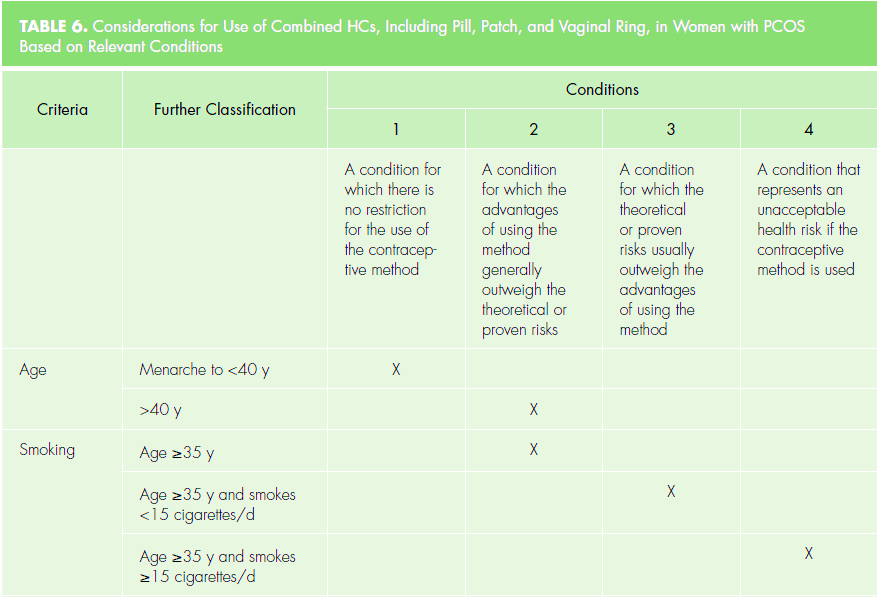 TABLE 6. Considerations for Use of Combined HCs, Including Pill, Patch, and Vaginal Ring, in Women with PCOS
Based on Relevant Conditions
Criteria
Further Classification
Conditions
1
2
3
4
A condition for
which there is
no restriction
for the use of
the contracep-
tive method
A condition
for which the
advantages
of using the
method
generally
outweigh the
theoretical or
proven risks
A condition
for which the
theoretical
or proven
risks usually
outweigh the
advantages
of using the
method
A condition that
represents an
unacceptable
health risk if the
contraceptive
method is used
Age
Menarche to <40 y
X
>40 y
X
Smoking
Age ≥35 y
X
Age ≥35 y and smokes
<15 cigarettes/d
X
Age ≥35 y and smokes
≥15 cigarettes/d
X